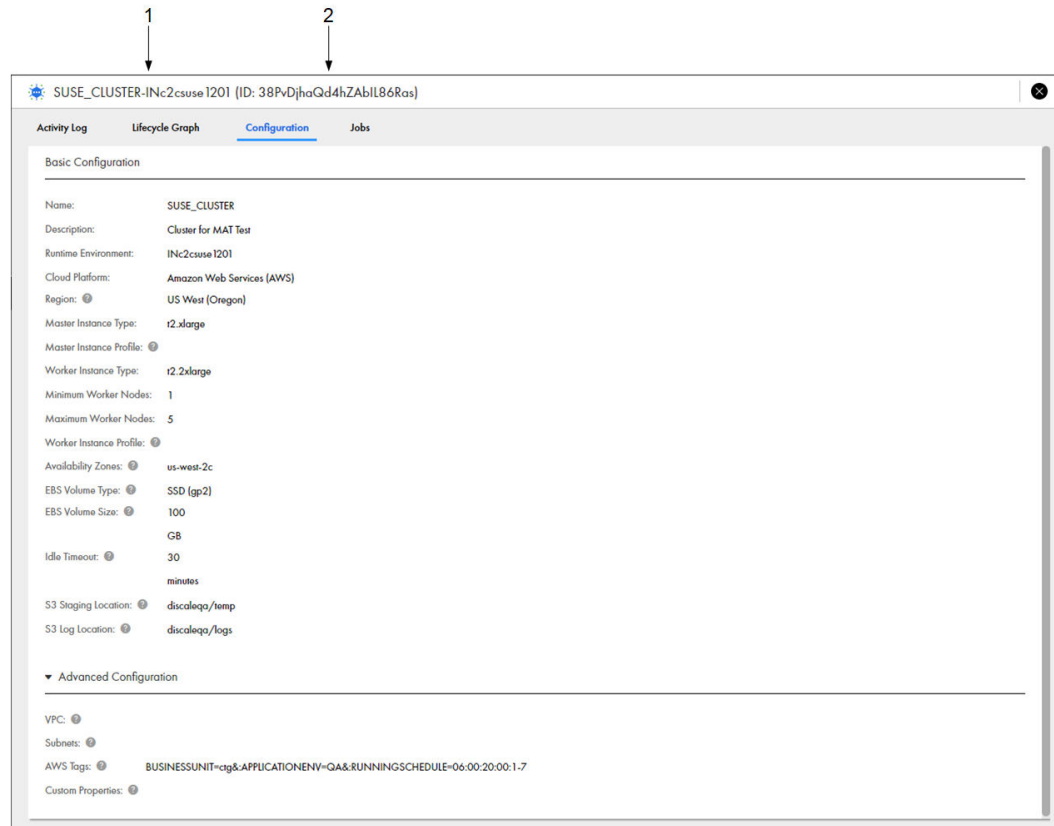 1 2
SUSE_CLUSTER-INc2csuse1201 (ID: 38PvDjhaQd4hZAbIL86Ras)
Activity Log Lifecycle Graph Configuration Jobs
Basic Configuration
Name: SUSE_CLUSTER
Description: Cluster for MAT Test
Runtime Environment: INc2csuse1201
Cloud Platform: Amazon Web Services (AWS)
Region: US West (Oregon)
Master Instance Type: t2.xlarge
Master Instance Profile:
Worker Instance Type: t2.2xlarge
Minimum Worker Nodes: 1
Maximum Worker Nodes: 5
Worker Instance Profile:
Availability Zones: us-west-2c
EBS Volume Type: SSD (gp2)
EBS Volume Size: 100
GB
Idle Timeout: 30
minutes
S3 Staging Location: discaleqa/temp
S3 Log Location: discaleqa/logs
Advanced Configuration
VPC:
Subnets:
AWS Tags: BUSINESSUNIT=ctg&:APPLICATIONENV=QA&:RUNNINGSCHEDULE=06:00:20:00:1-7
Custom Properties: